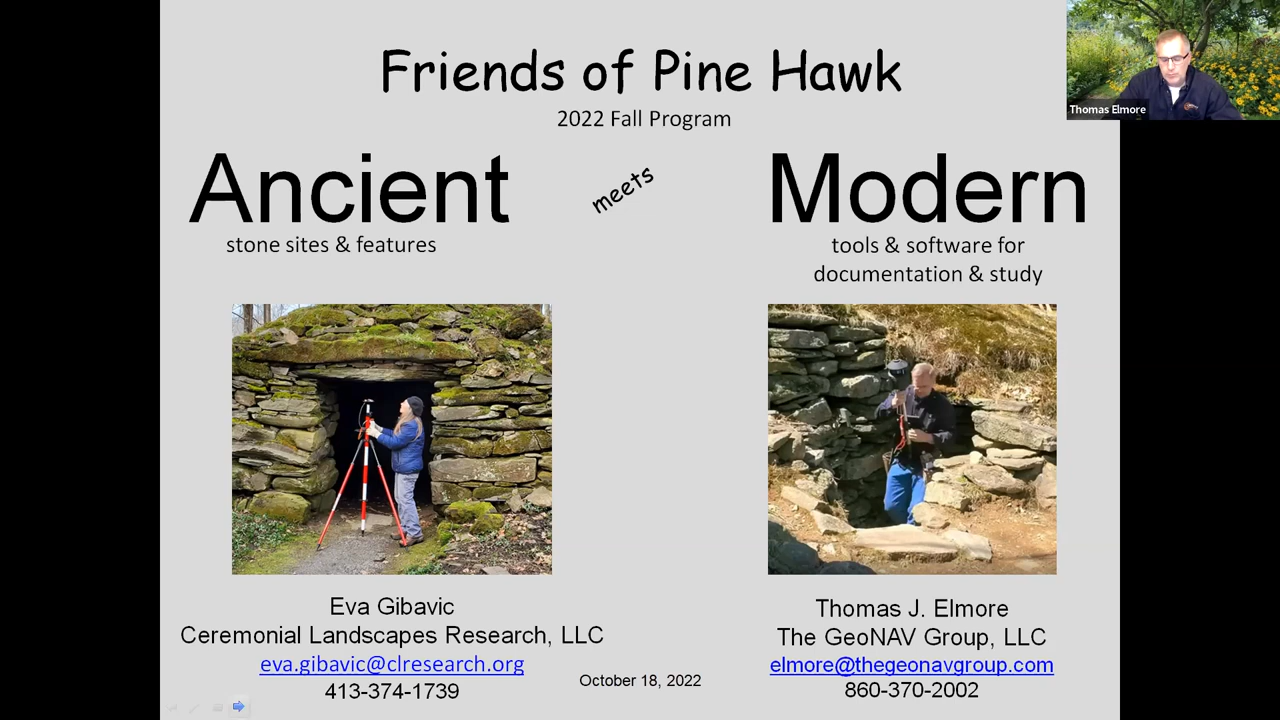 Friends of Pine Hawk
2022 Fall Program
Thomas Elmore
Ancient
meets
Modern
stone sites & features
tools & software for
documentation & study
Eva Gibavic
Ceremonial Landscapes Research, LLC
eva.gibavic@clresearch.org
413-374-1739
October 18, 2022
Thomas J. Elmore
The GeoNAV Group, LLC
elmore@thegeonavgroup.com
860-370-2002